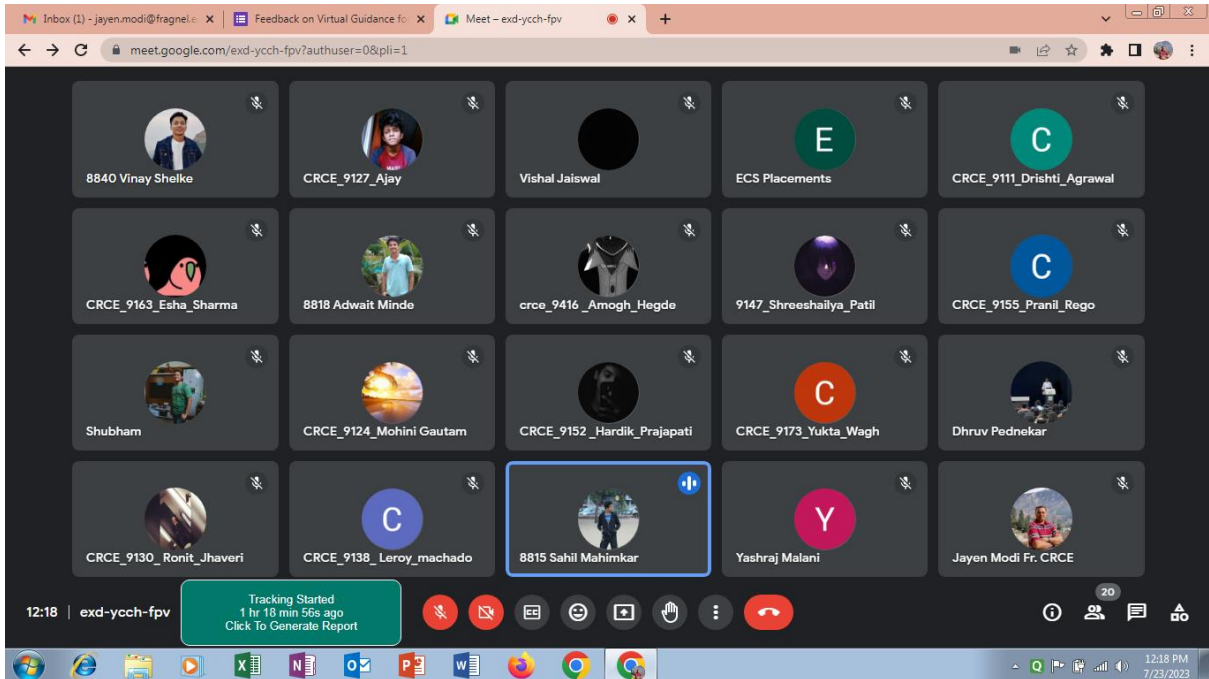 Inbox (1) - jayen.modi@fragnel.e
Feedback on Virtual Guidance fo
Meet – exd-ycch-fpv
meet.google.com/exd-ycch-fpv?authuser=0&pli=1
8840 Vinay Shelke
CRCE_9127_Ajay
Vishal Jaiswal
E
ECS Placements
C
CRCE_9111_Drishti_Agrawal
CRCE_9163_Esha_Sharma
8818 Adwait Minde
crce_9416 _Amogh_Hegde
9147_Shreeshailya_Patil
C
CRCE_9155_Pranil_Rego
Shubham
CRCE_9124_Mohini Gautam
CRCE_9152 _Hardik_Prajapati
C
CRCE_9173_Yukta_Wagh
Dhruv Pednekar
CRCE_9130_ Ronit_Jhaveri
C
CRCE_9138_ Leroy_machado
8815 Sahil Mahimkar
Y
Yashraj Malani
Jayen Modi Fr. CRCE
12:18 | exd-ycch-fpv
Tracking Started
1 hr 18 min 56s ago
Click To Generate Report
CC
20
12:18 PM
7/23/2023